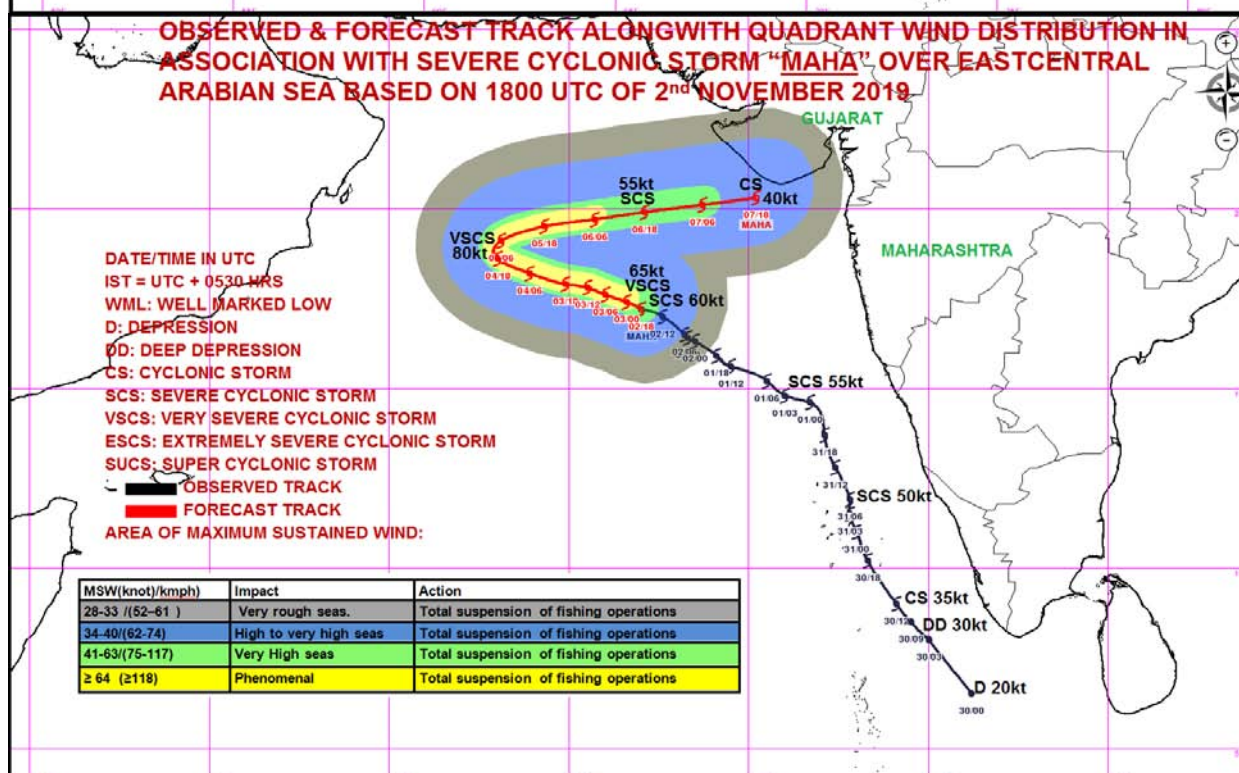 OBSERVED & FORECAST TRACK ALONGWITH QUADRANT WIND DISTRIBUTION IN
ASSOCIATION WITH SEVERE CYCLONIC STORM “MAHA” OVER EASTCENTRAL
ARABIAN SEA BASED ON 1800 UTC OF 2nd NOVEMBER 2019
GUJARAT
55kt
SCS
CS
40kt
07/18
MAHA
07/06
06/18
06/06
05/18
VSCS
80kt
04/18
04/06
03/18
03/12
03/06
03/00
02/18
65kt
VSCS
SCS 60kt
MAHARASHTRA
02/12
02/00
01/18
01/12
01/06
01/03
01/00
SCS 55kt
31/18
31/12
SCS 50kt
31/06
31/03
31/00
30/18
CS 35kt
30/12
DD 30kt
30/09
30/03
D 20kt
30/00
DATE/TIME IN UTC
IST = UTC + 0530 HRS
WML: WELL MARKED LOW
D: DEPRESSION
DD: DEEP DEPRESSION
CS: CYCLONIC STORM
SCS: SEVERE CYCLONIC STORM
VSCS: VERY SEVERE CYCLONIC STORM
ESCS: EXTREMELY SEVERE CYCLONIC STORM
SUCS: SUPER CYCLONIC STORM
OBSERVED TRACK
FORECAST TRACK
AREA OF MAXIMUM SUSTAINED WIND:
MSW(knot)/kmph) Impact Action
28-33 /(52–61 ) Very rough seas. Total suspension of fishing operations
34-40/(62-74) High to very high seas Total suspension of fishing operations
41-63/(75-117) Very High seas Total suspension of fishing operations
≥ 64 (≥118) Phenomenal Total suspension of fishing operations